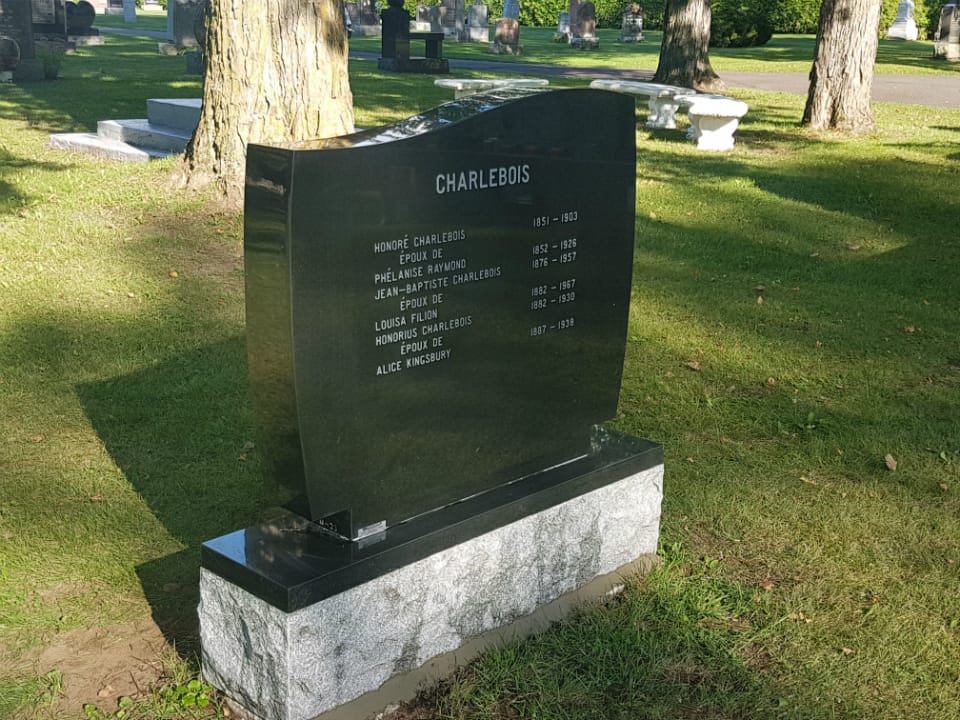 CHARLEBOIS
HONORÉ CHARLEBOIS 1851 - 1903
ÉPOUX DE
PHÉLANISE RAYMOND 1852 - 1926
JEAN-BAPTISTE CHARLEBOIS 1876 - 1957
ÉPOUX DE
LOUISA FILION 1882 - 1967
HONORIUS CHARLEBOIS 1882 - 1930
ÉPOUX DE
ALICE KINGSBURY 1887 - 1938